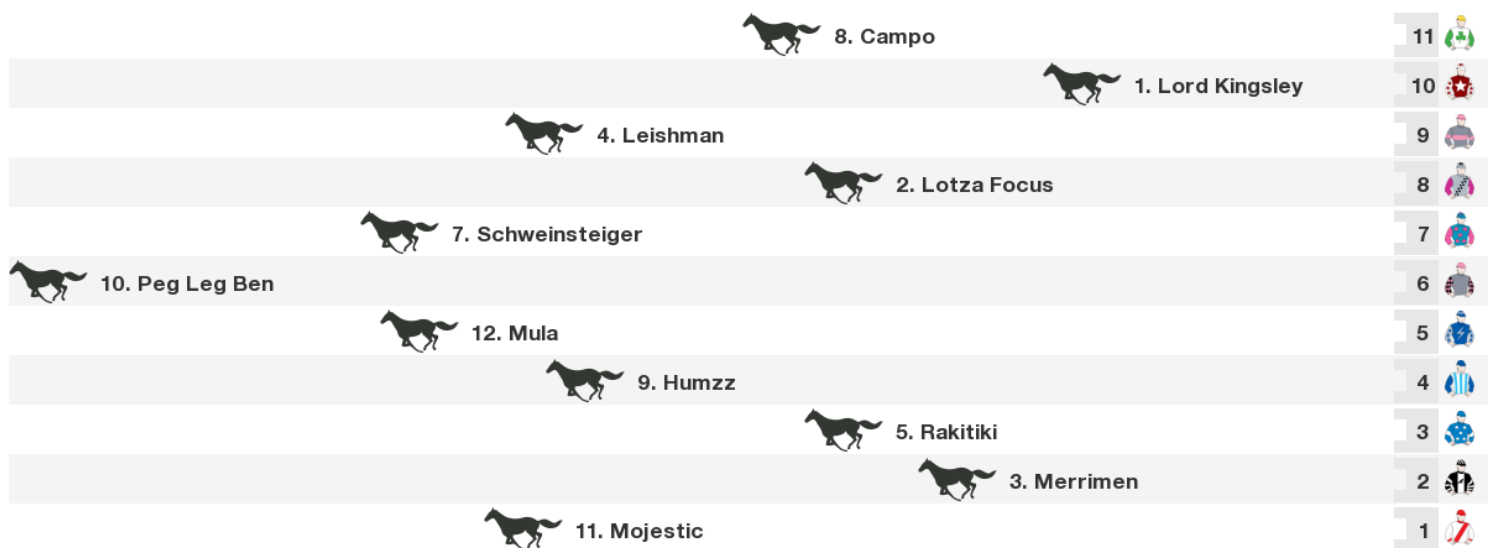 8. Campo 11
1. Lord Kingsley 10
4. Leishman 9
2. Lotza Focus 8
7. Schweinsteiger 7
10. Peg Leg Ben 6
12. Mula 5
9. Humzz 4
5. Rakitiki 3
3. Merrimen 2
11. Mojestic 1